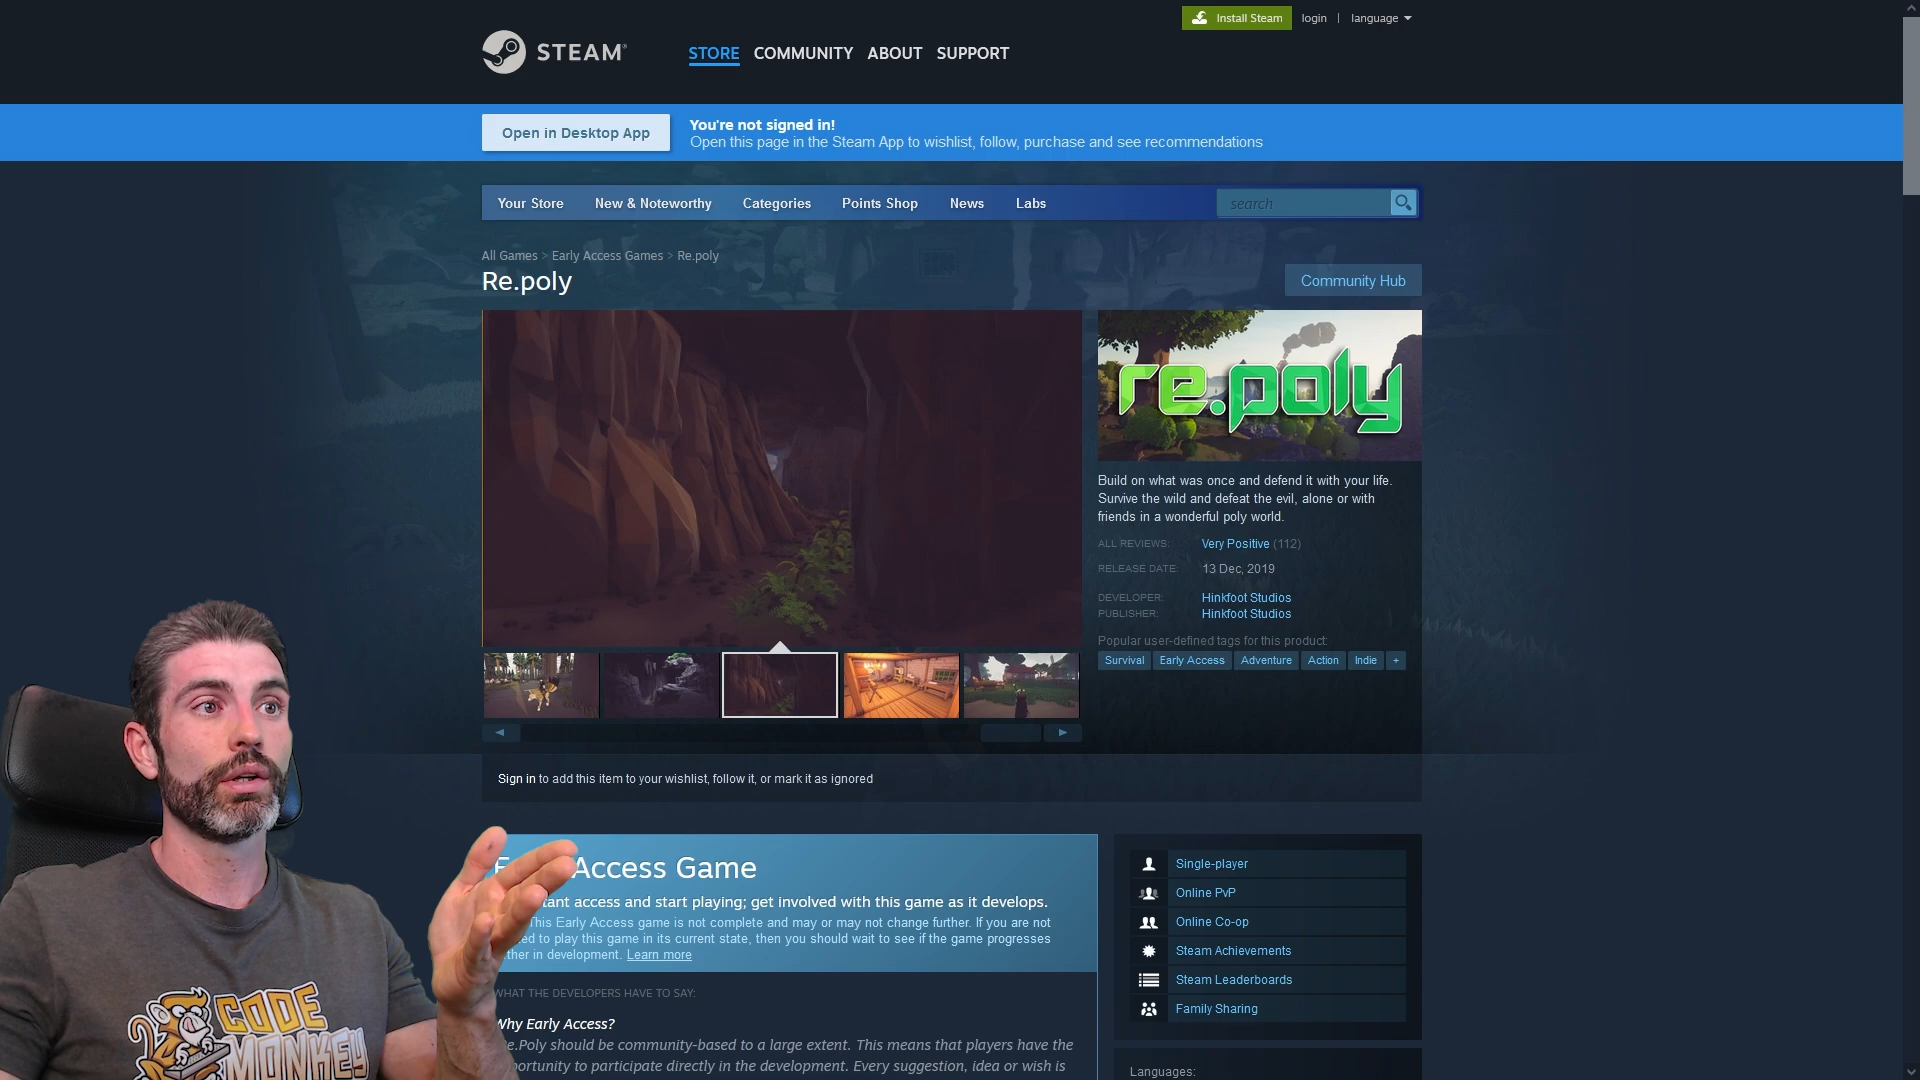 Install Steam
login | language
STEAM
STORE COMMUNITY ABOUT SUPPORT
Open in Desktop App
You're not signed in!
Open this page in the Steam App to wishlist, follow, purchase and see recommendations
Your Store New & Noteworthy Categories Points Shop News Labs
search
All Games > Early Access Games > Re.poly
Re.poly
Community Hub
re.poly
Build on what was once and defend it with your life.
Survive the wild and defeat the evil, alone or with
friends in a wonderful poly world.
ALL REVIEWS: Very Positive (112)
RELEASE DATE: 13 Dec, 2019
DEVELOPER: Hinkfoot Studios
PUBLISHER: Hinkfoot Studios
Popular user-defined tags for this product:
Survival Early Access Adventure Action Indie +
Sign in to add this item to your wishlist, follow it, or mark it as ignored
Access Game
access and start playing; get involved with this game as it develops.
This Early Access game is not complete and may or may not change further. If you are not
to play this game in its current state, then you should wait to see if the game progresses
in development. Learn more
WHAT THE DEVELOPERS HAVE TO SAY:
Why Early Access?
should be community-based to a large extent. This means that players have the
to participate directly in the development. Every suggestion, idea or wish is
Single-player
Online PvP
Online Co-op
Steam Achievements
Steam Leaderboards
Family Sharing
Languages:
CODE
MONKEY